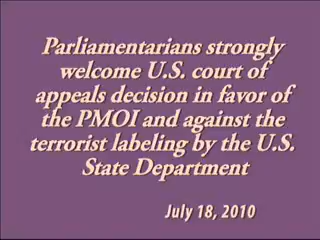 Parliamentarians strongly
welcome U.S. court of
appeals decision in favor of
the PMOI and against the
terrorist labeling by the U.S.
State Department
July 18, 2010